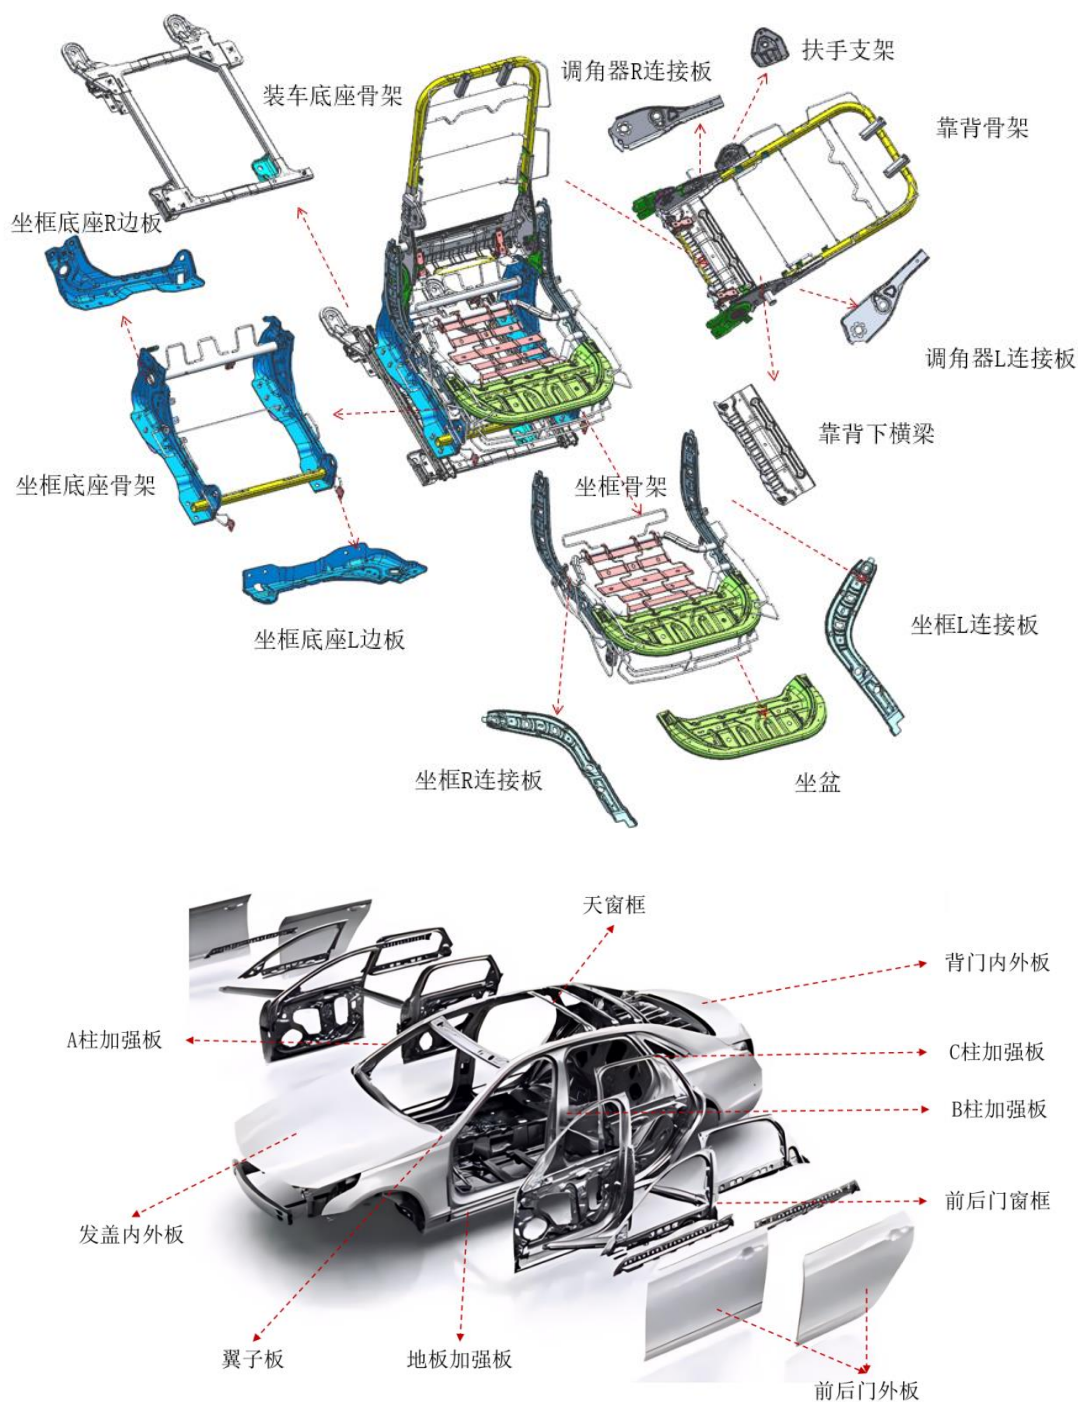 扶手支架
调角器R连接板
装车底座骨架
靠背骨架
坐框底座R边板
调角器L连接板
靠背下横梁
坐框底座骨架
坐框骨架
坐框L连接板
坐框底座L边板
坐框R连接板
坐盆
天窗框
背门内外板
A柱加强板
C柱加强板
B柱加强板
前后门窗框
发盖内外板
翼子板
地板加强板
前后门外板